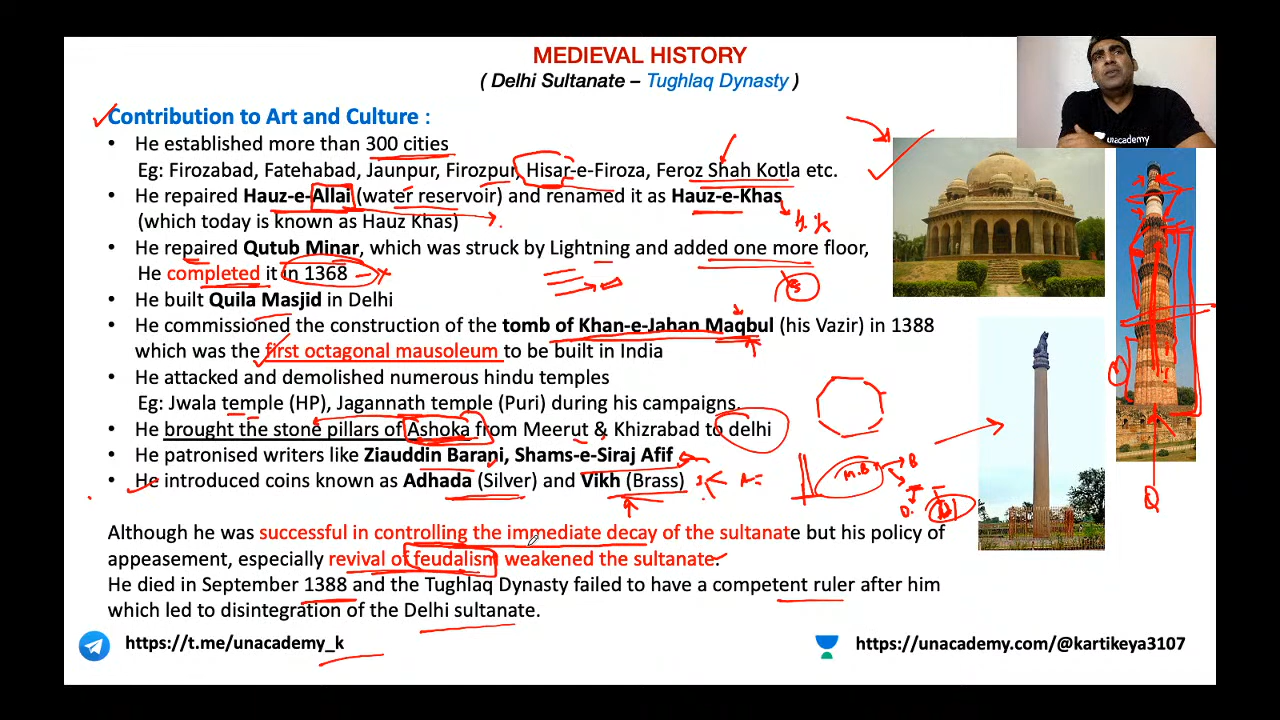 MEDIEVAL HISTORY
( Delhi Sultanate – Tughlaq Dynasty )
unacademy
Contribution to Art and Culture :
• He established more than 300 cities
Eg: Firozabad, Fatehabad, Jaunpur, Firozpur, Hisar-e-Firoza, Feroz Shah Kotla etc.
• He repaired Hauz-e-Allai (water reservoir) and renamed it as Hauz-e-Khas
(which today is known as Hauz Khas)
H.K
• He repaired Qutub Minar, which was struck by Lightning and added one more floor,
He completed it in 1368
5
• He built Quila Masjid in Delhi
• He commissioned the construction of the tomb of Khan-e-Jahan Maqbul (his Vazir) in 1388
which was the first octagonal mausoleum to be built in India
• He attacked and demolished numerous hindu temples
Eg: Jwala temple (HP), Jagannath temple (Puri) during his campaigns.
• He brought the stone pillars of Ashoka from Meerut & Khizrabad to delhi
• He patronised writers like Ziauddin Barani, Shams-e-Siraj Afif
M.B
B
• He introduced coins known as Adhada (Silver) and Vikh (Brass)
T
D
Q
Although he was successful in controlling the immediate decay of the sultanate but his policy of
appeasement, especially revival of feudalism weakened the sultanate.
He died in September 1388 and the Tughlaq Dynasty failed to have a competent ruler after him
which led to disintegration of the Delhi sultanate.
https://t.me/unacademy_k
https://unacademy.com/@kartikeya3107